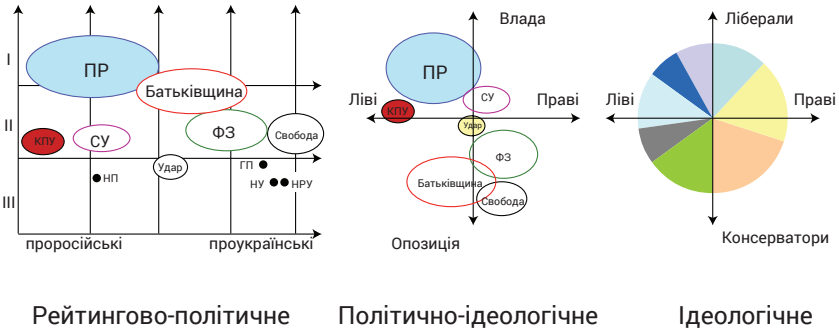 I
II
III
ПР
Батьківщина
КПУ
СУ
ФЗ
Свобода
Удар
ГП
НП
НУ
НРУ
проросійські
проукраїнські
Рейтингово-політичне
Влада
ПР
Ліві
Праві
СУ
КПУ
Удар
ФЗ
Батьківщина
Свобода
Опозиція
Політично-ідеологічне
Ліберали
Ліві
Праві
Консерватори
Ідеологічне